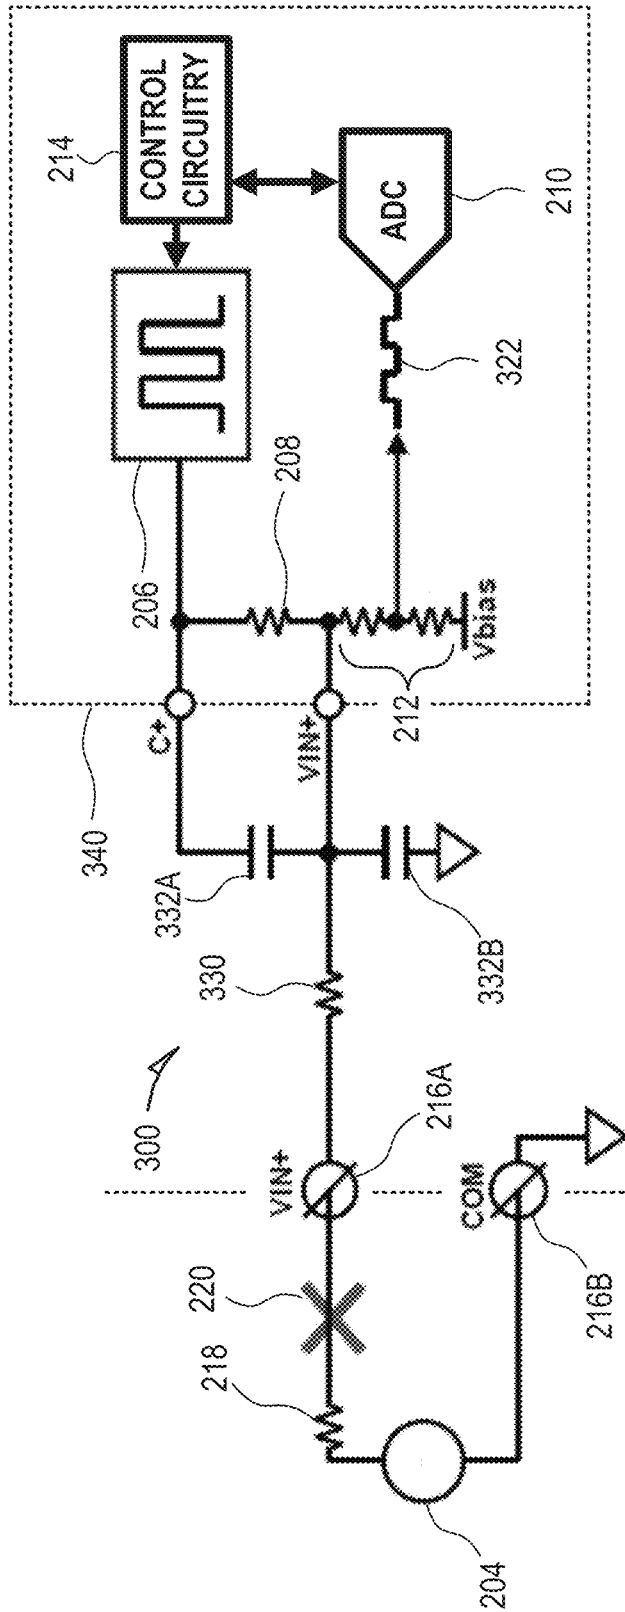 300
340
214
CONTROL
CIRCUITRY
206
C+
332A
208
220
218
VIN+
330
VIN+
212
322
ADC
210
216A
204
COM
216B
332B
Vbias